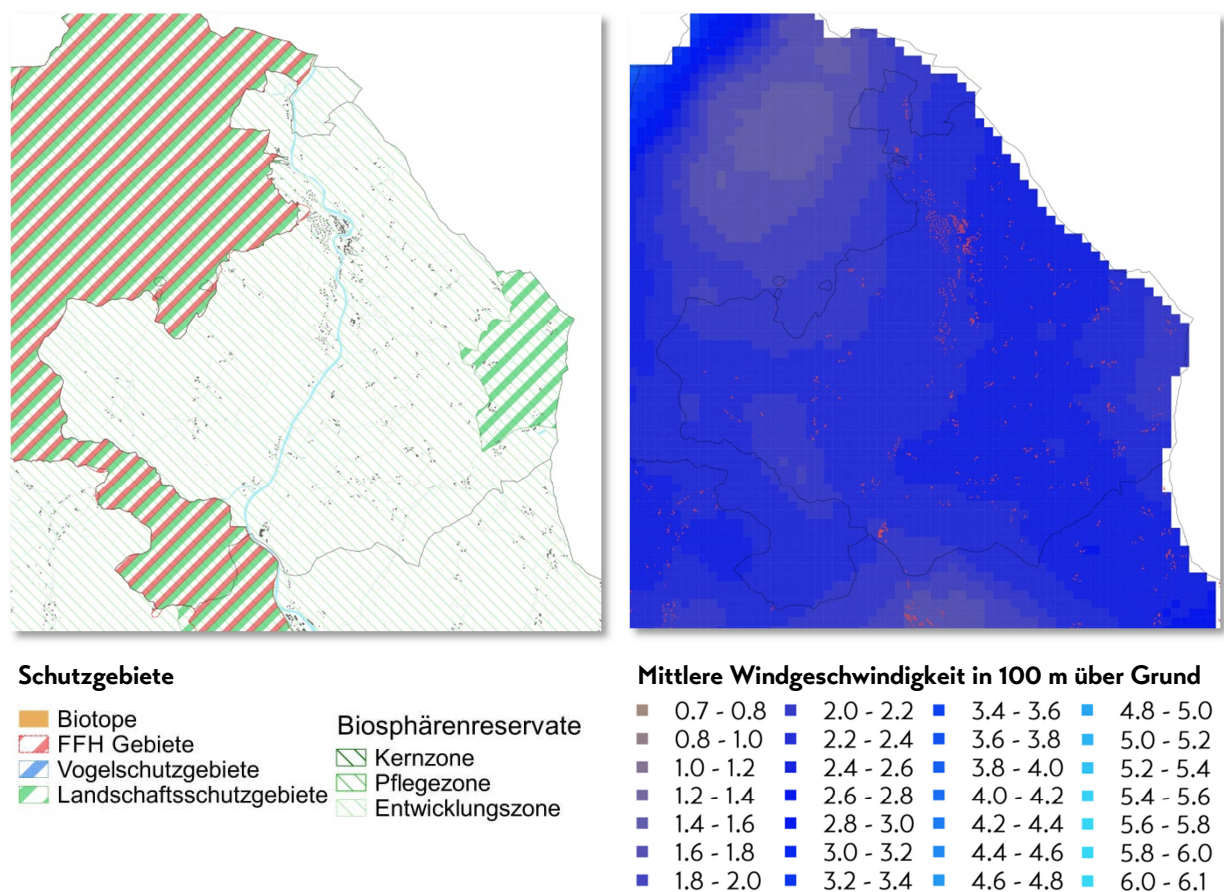 Schutzgebiete
Biotope
FFH Gebiete
Vogelschutzgebiete
Landschaftsschutzgebiete
Biosphärenreservate
Kernzone
Pflegezone
Entwicklungszone
Mittlere Windgeschwindigkeit in 100 m über Grund
0.7 - 0.8
0.8 - 1.0
1.0 - 1.2
1.2 - 1.4
1.4 - 1.6
1.6 - 1.8
1.8 - 2.0
2.0 - 2.2
2.2 - 2.4
2.4 - 2.6
2.6 - 2.8
2.8 - 3.0
3.0 - 3.2
3.2 - 3.4
3.4 - 3.6
3.6 - 3.8
3.8 - 4.0
4.0 - 4.2
4.2 - 4.4
4.4 - 4.6
4.6 - 4.8
4.8 - 5.0
5.0 - 5.2
5.2 - 5.4
5.4 - 5.6
5.6 - 5.8
5.8 - 6.0
6.0 - 6.1